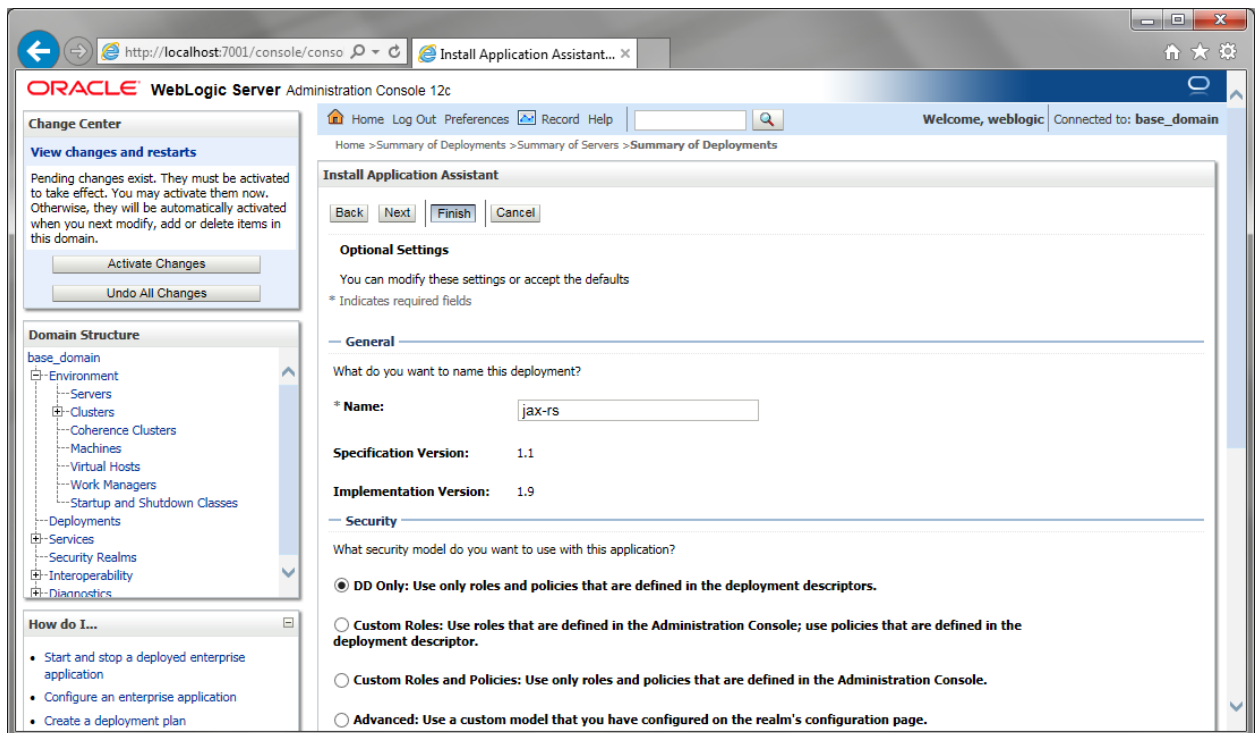 http://localhost:7001/console/conso
Install Application Assistant...
ORACLE WebLogic Server Administration Console 12c
Change Center
View changes and restarts
Pending changes exist. They must be activated
to take effect. You may activate them now.
Otherwise, they will be automatically activated
when you next modify, add or delete items in
this domain.
Activate Changes
Undo All Changes
Domain Structure
base_domain
Environment
Servers
Clusters
Coherence Clusters
Machines
Virtual Hosts
Work Managers
Startup and Shutdown Classes
Deployments
Services
Security Realms
Interoperability
Diagnostics
How do I...
• Start and stop a deployed enterprise
application
• Configure an enterprise application
• Create a deployment plan
Home Log Out Preferences Record Help
Welcome, weblogic Connected to: base_domain
Home >Summary of Deployments >Summary of Servers >Summary of Deployments
Install Application Assistant
Back Next Finish Cancel
Optional Settings
You can modify these settings or accept the defaults
* Indicates required fields
General
What do you want to name this deployment?
* Name: jax-rs
Specification Version: 1.1
Implementation Version: 1.9
Security
What security model do you want to use with this application?
DD Only: Use only roles and policies that are defined in the deployment descriptors.
Custom Roles: Use roles that are defined in the Administration Console; use policies that are defined in the
deployment descriptor.
Custom Roles and Policies: Use only roles and policies that are defined in the Administration Console.
Advanced: Use a custom model that you have configured on the realm's configuration page.